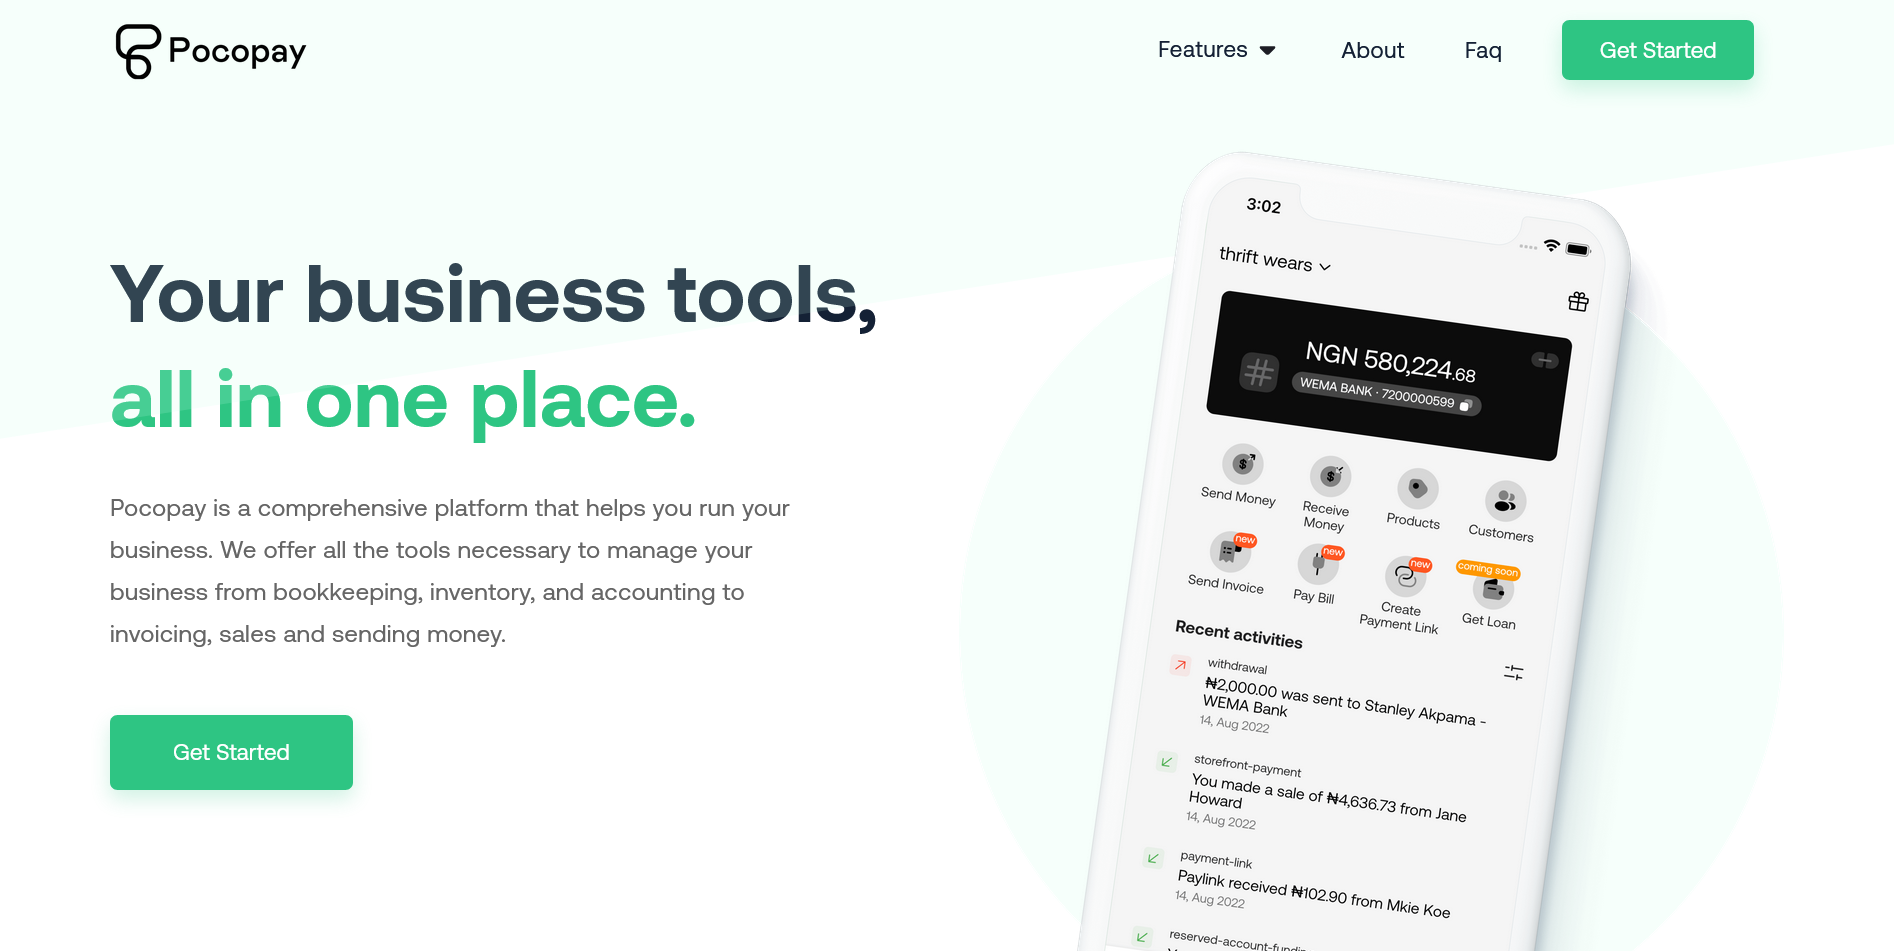 Pocopay
Features
About
Faq
Get Started
Your business tools,
all in one place.
Pocopay is a comprehensive platform that helps you run your
business. We offer all the tools necessary to manage your
business from bookkeeping, inventory, and accounting to
invoicing, sales and sending money.
Get Started
3:02
thrift wears
NGN 580,224.68
WEMA BANK · 7200000599
Send Money
Receive
Money
Products
Customers
new
Send Invoice
new
Pay Bill
new
Create
Payment Link
coming soon
Get Loan
Recent activities
withdrawal
₦2,000.00 was sent to Stanley Akpama -
WEMA Bank
14, Aug 2022
storefront-payment
You made a sale of ₦4,636.73 from Jane
Howard
14, Aug 2022
payment-link
Paylink received ₦102.90 from Mkie Koe
14, Aug 2022